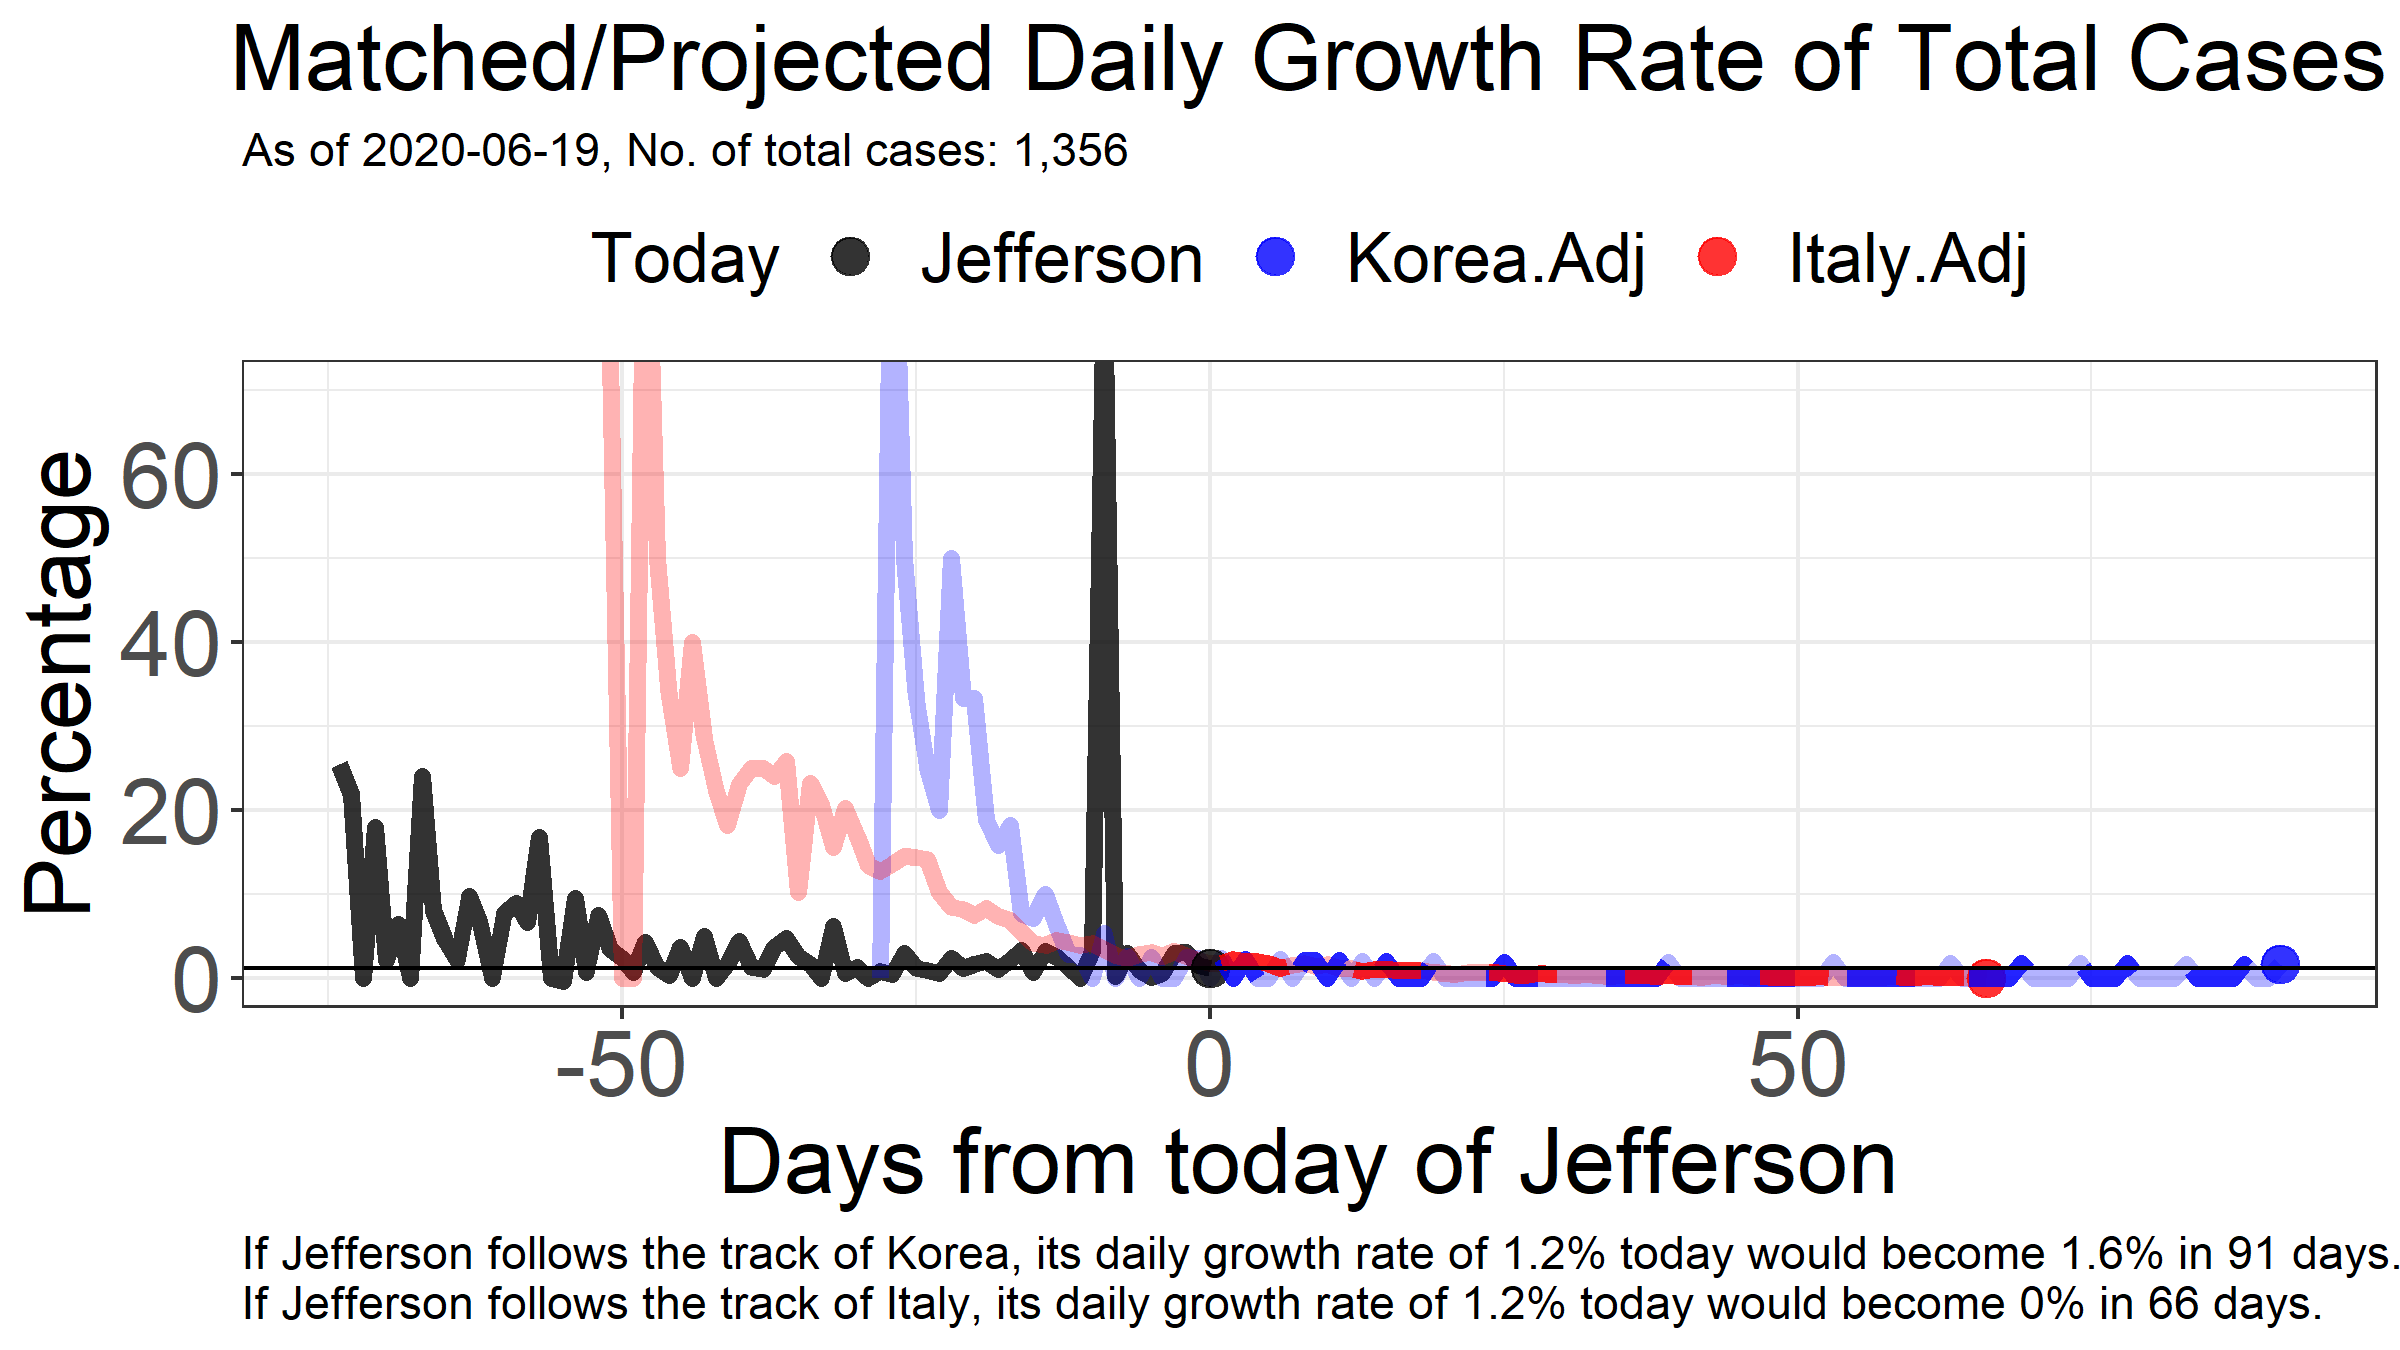 Matched/Projected Daily Growth Rate of Total Cases
As of 2020-06-19, No. of total cases: 1,356
Today Jefferson Korea.Adj Italy.Adj
Percentage
60
40
20
0
-50 0 50
Days from today of Jefferson
If Jefferson follows the track of Korea, its daily growth rate of 1.2% today would become 1.6% in 91 days.
If Jefferson follows the track of Italy, its daily growth rate of 1.2% today would become 0% in 66 days.